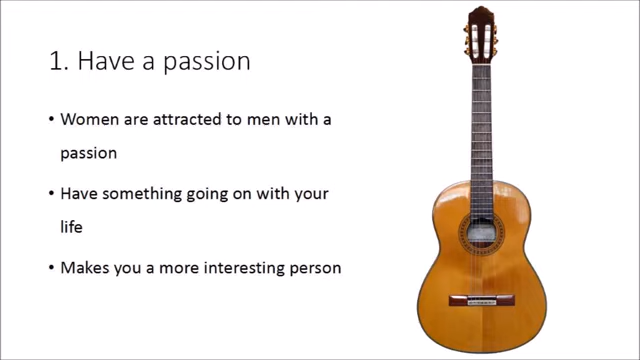 1. Have a passion
• Women are attracted to men with a
passion
• Have something going on with your
life
• Makes you a more interesting person